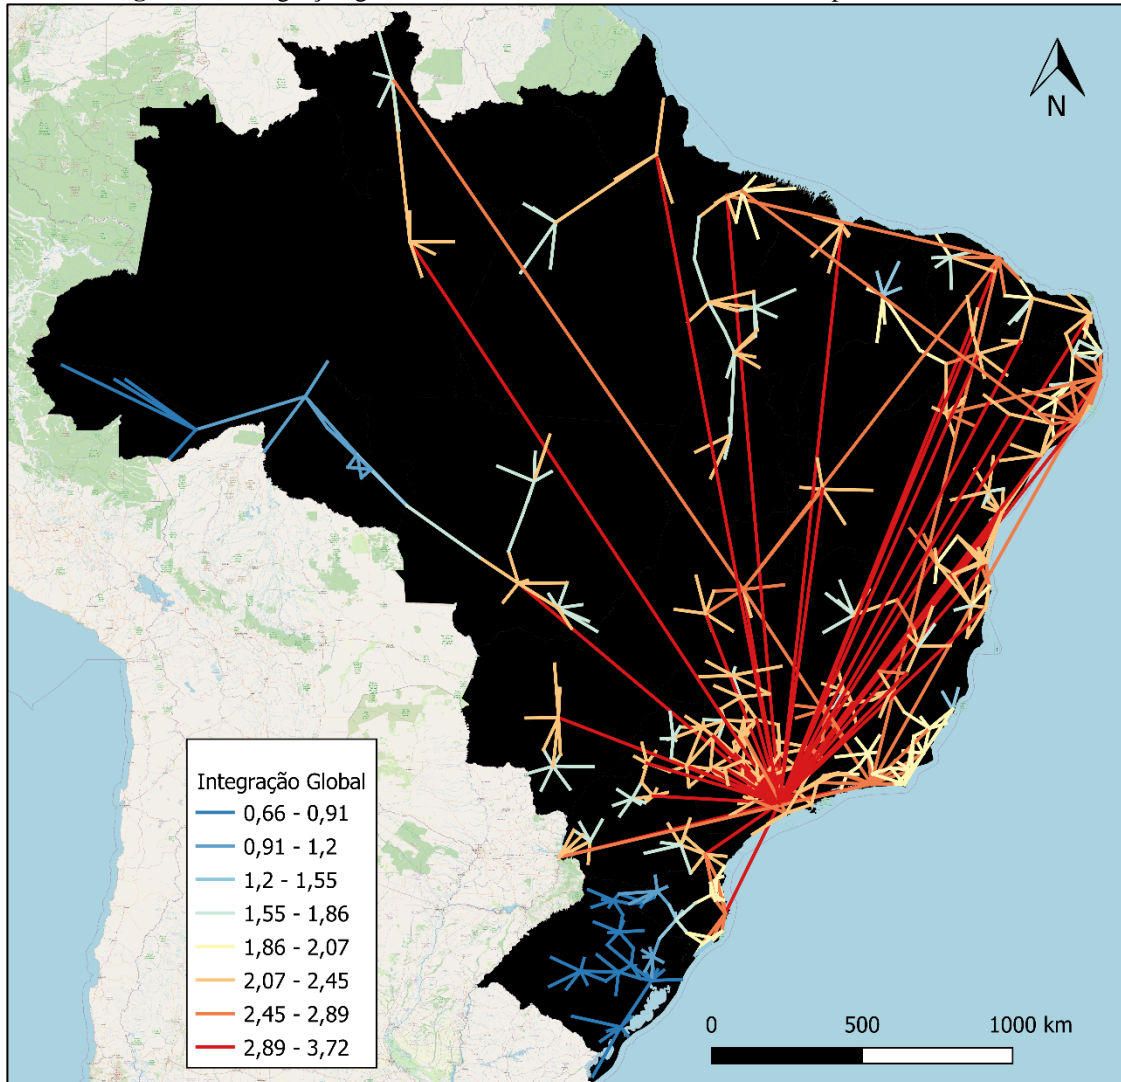 N
Integração Global
0,66 - 0,91
0,91 - 1,2
1,2 - 1,55
1,55 - 1,86
1,86 - 2,07
2,07 - 2,45
2,45 - 2,89
2,89 - 3,72
0 500 1000 km